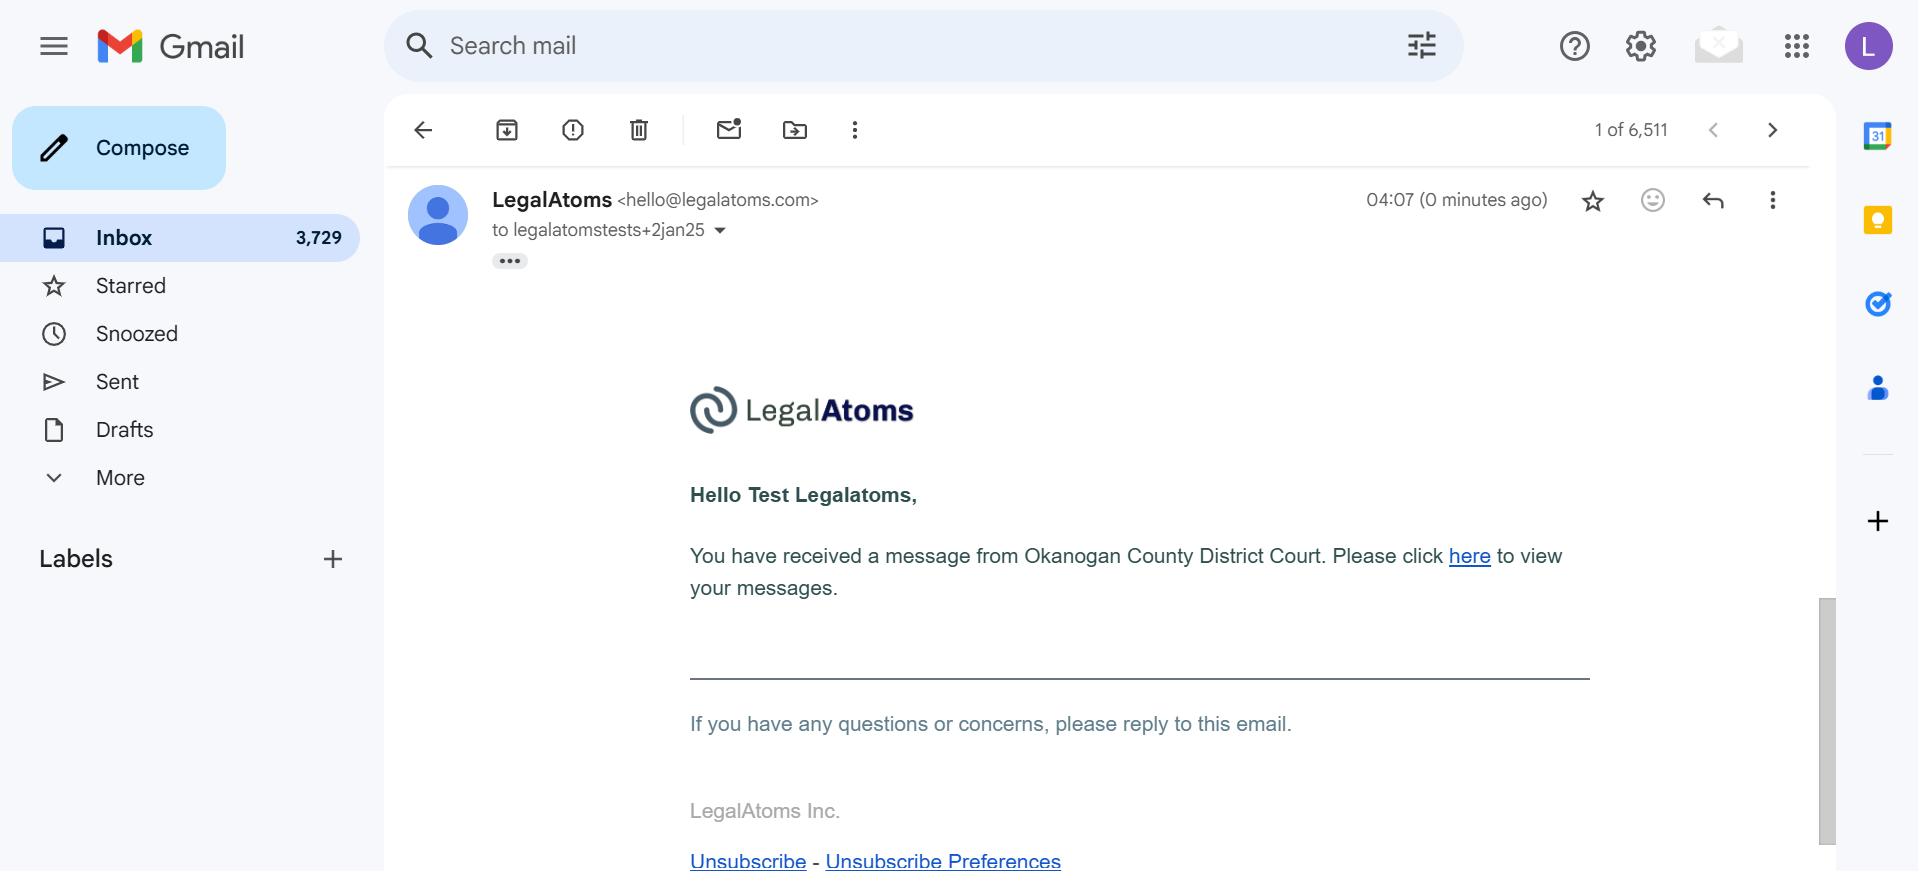 Gmail
Search mail
L
Compose
1 of 6,511
31
LegalAtoms <hello@legalatoms.com>
04:07 (0 minutes ago)
to legalatomstests+2jan25
Inbox 3,729
Starred
Snoozed
Sent
Drafts
More
Labels
LegalAtoms
Hello Test Legalatoms,
You have received a message from Okanogan County District Court. Please click here to view
your messages.
If you have any questions or concerns, please reply to this email.
LegalAtoms Inc.
Unsubscribe - Unsubscribe Preferences